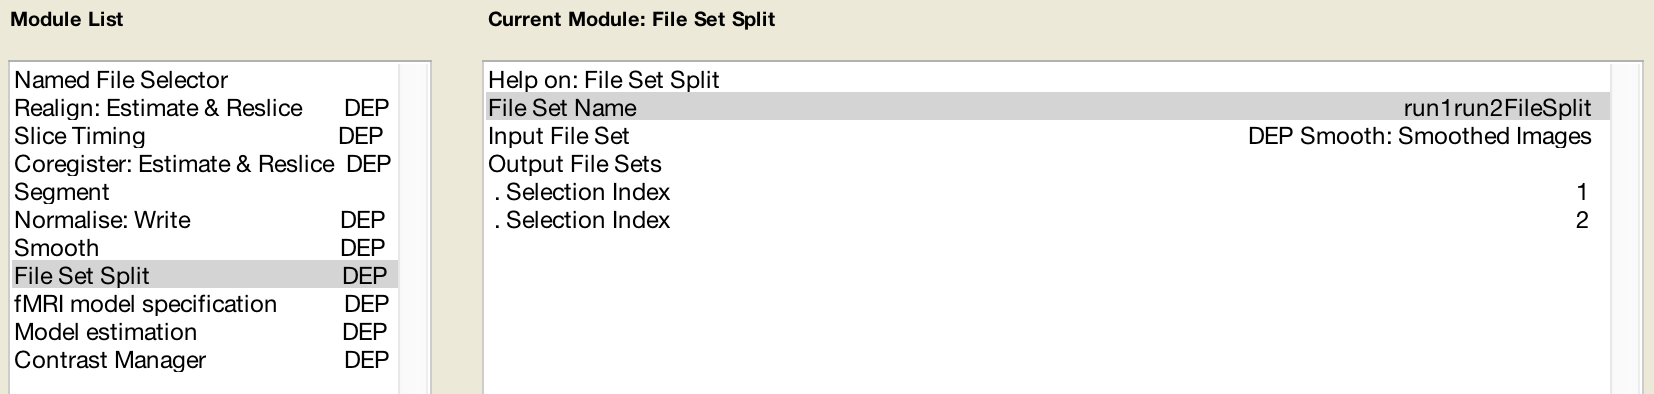 Module List
Named File Selector
Realign: Estimate & Reslice DEP
Slice Timing DEP
Coregister: Estimate & Reslice DEP
Segment
Normalise: Write DEP
Smooth DEP
File Set Split DEP
fMRI model specification DEP
Model estimation DEP
Contrast Manager DEP
Current Module: File Set Split
Help on: File Set Split
File Set Name run1run2FileSplit
Input File Set DEP Smooth: Smoothed Images
Output File Sets
. Selection Index 1
. Selection Index 2